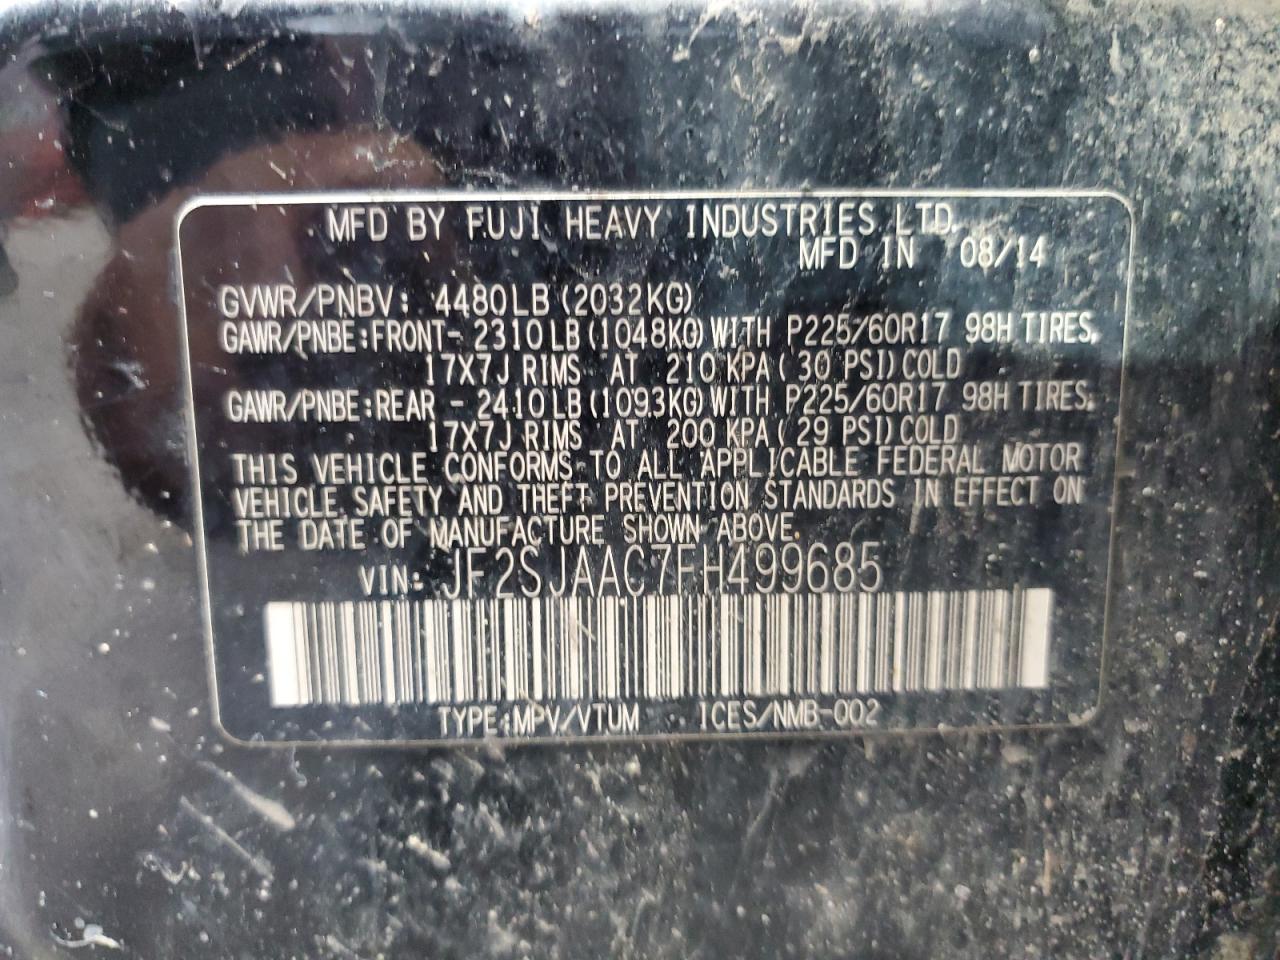 MFD BY FUJI HEAVY INDUSTRIES LTD.
MFD IN 08/14
GVWR/PNBV: 4480LB (2032KG)
GAWR/PNBE:FRONT- 2310LB (1048KG) WITH P225/60R17 98H TIRES,
17X7J RIMS AT 210 KPA ( 30 PSI) COLD
GAWR/PNBE:REAR - 2410LB (1093KG) WITH P225/60R17 98H TIRES,
17X7J RIMS AT 200 KPA ( 29 PSI) COLD
THIS VEHICLE CONFORMS TO ALL APPLICABLE FEDERAL MOTOR
VEHICLE SAFETY AND THEFT PREVENTION STANDARDS IN EFFECT ON
THE DATE OF MANUFACTURE SHOWN ABOVE.
VIN: JF2SJAAC7FH499685
TYPE:MPV/VTUM ICES/NMB-002